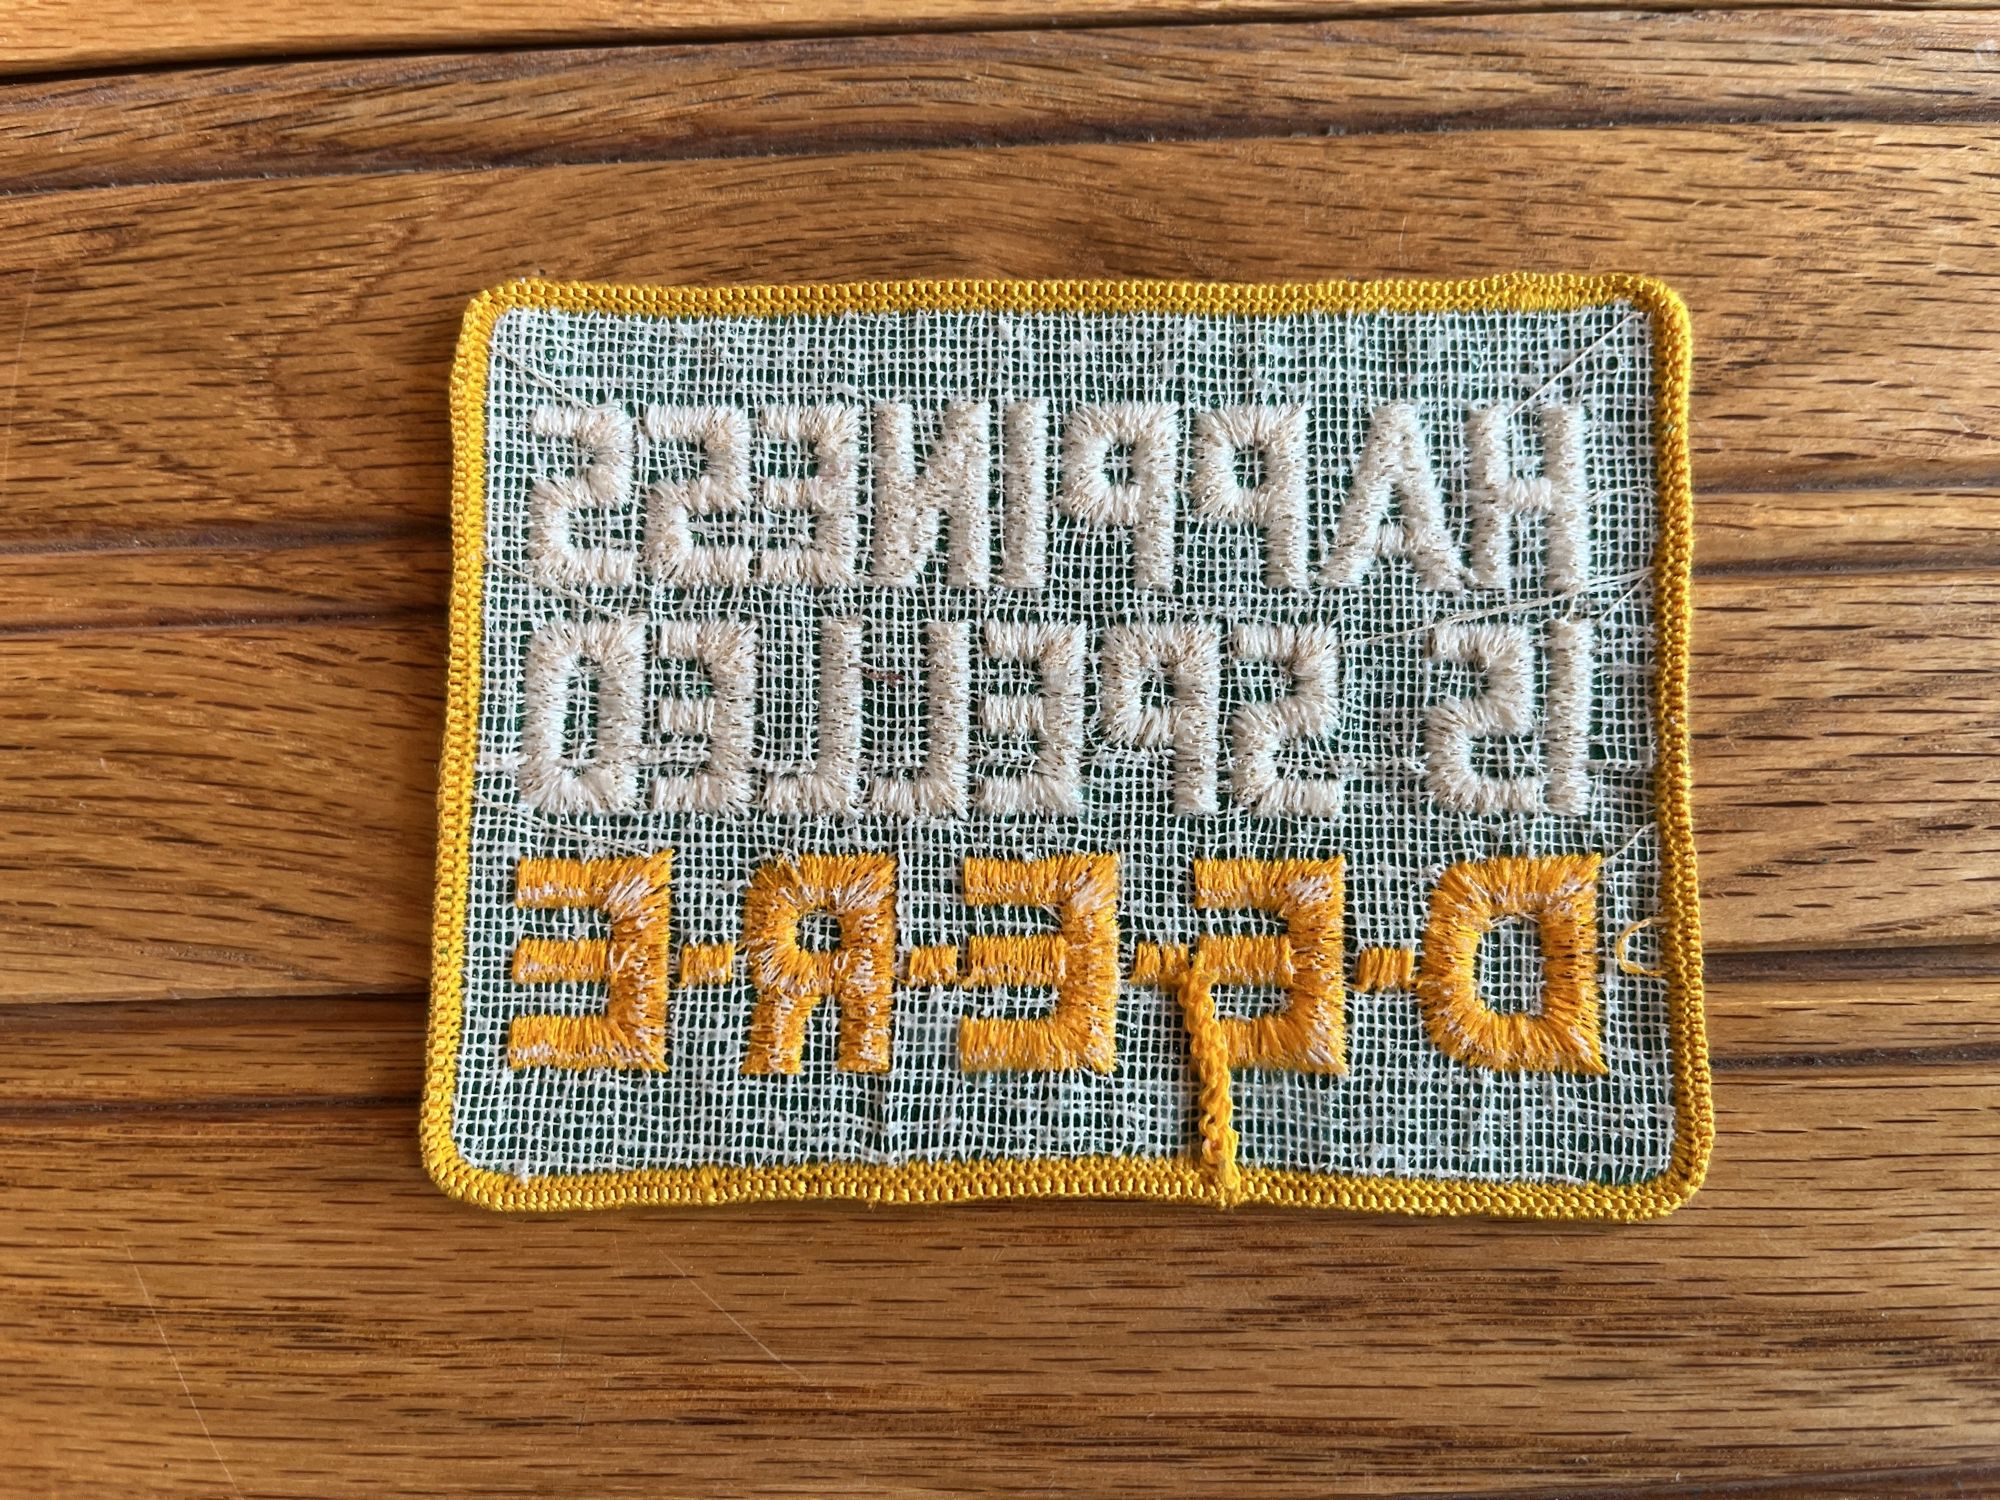 HAPPINESS
IS SPELLED
D-E-E-R-E